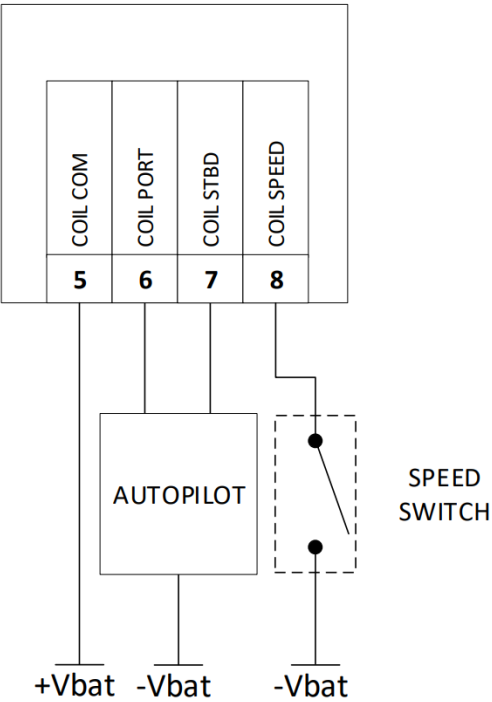 COIL COM
COIL PORT
COIL STBD
COIL SPEED
5 6 7 8
AUTOPILOT
SPEED
SWITCH
+Vbat -Vbat -Vbat